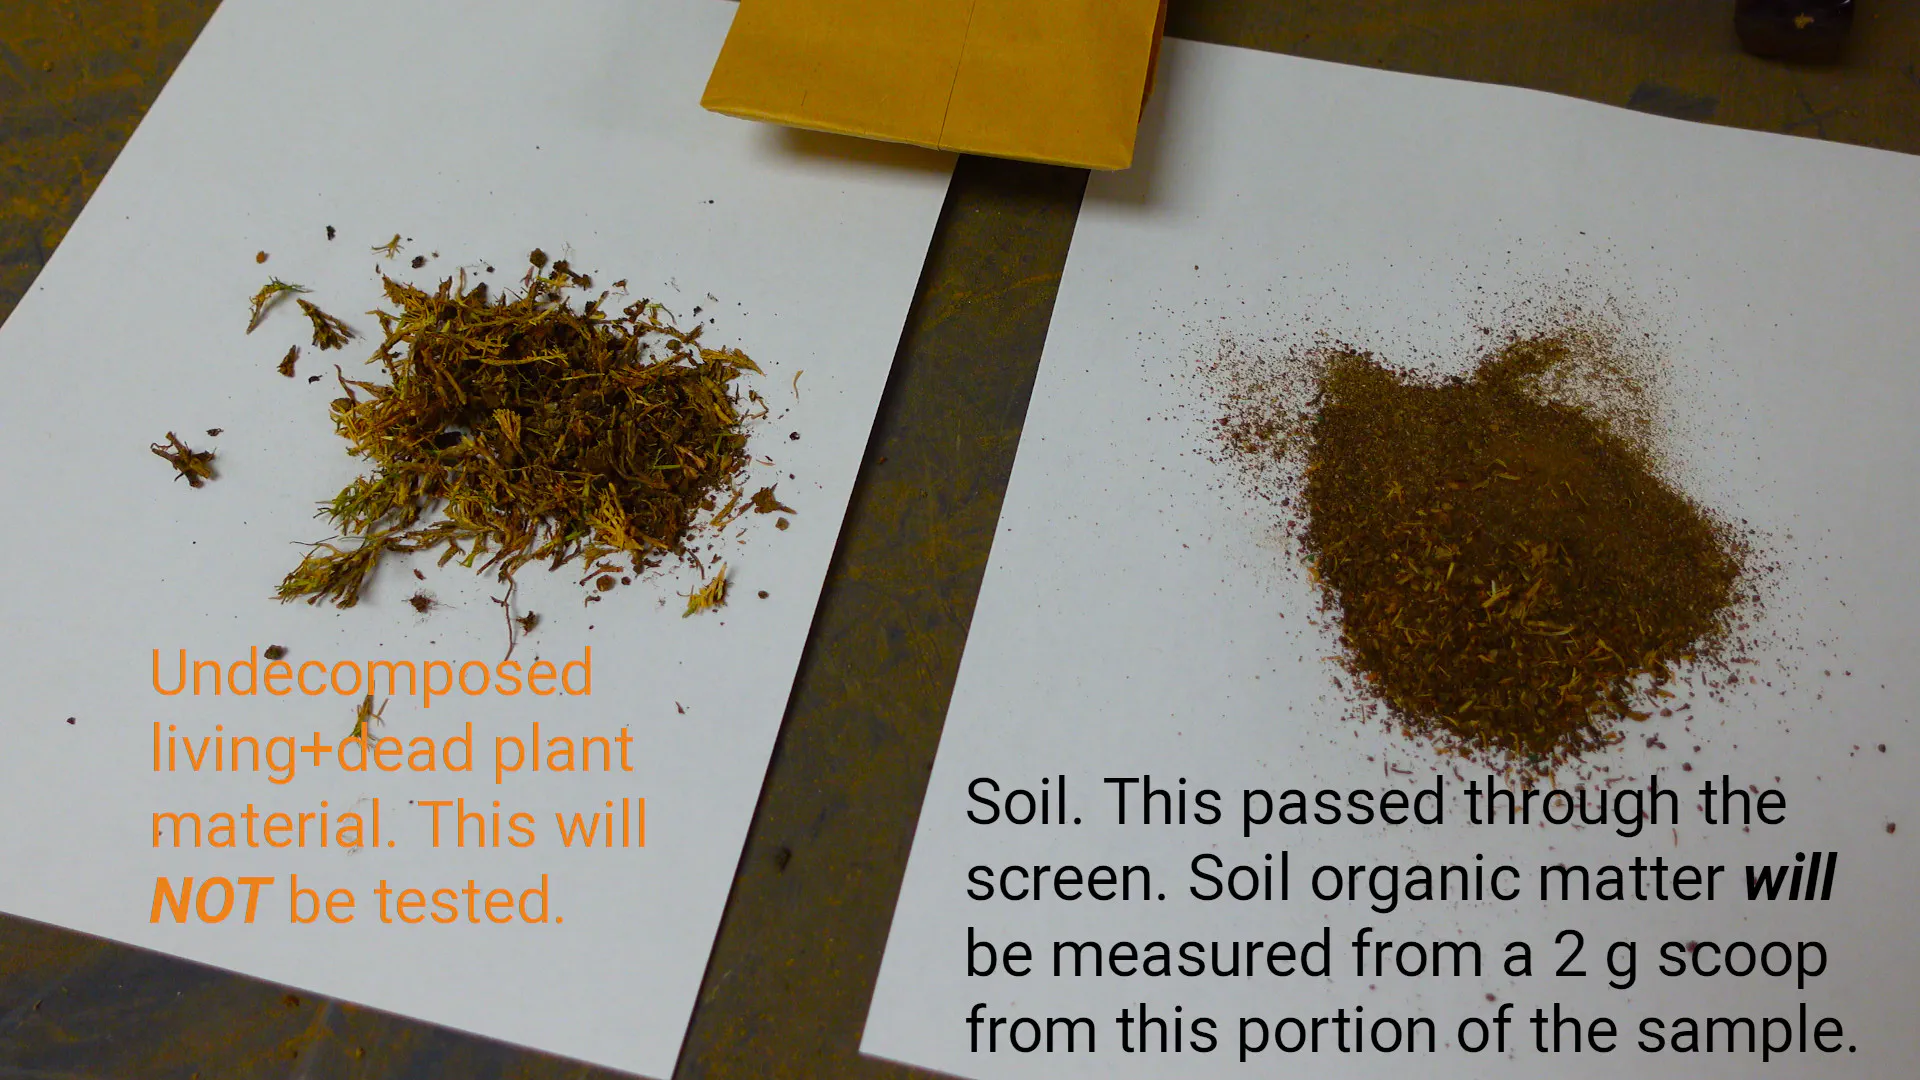 Undecomposed
living+dead plant
material. This will
NOT be tested.
Soil. This passed through the
screen. Soil organic matter will
be measured from a 2 g scoop
from this portion of the sample.